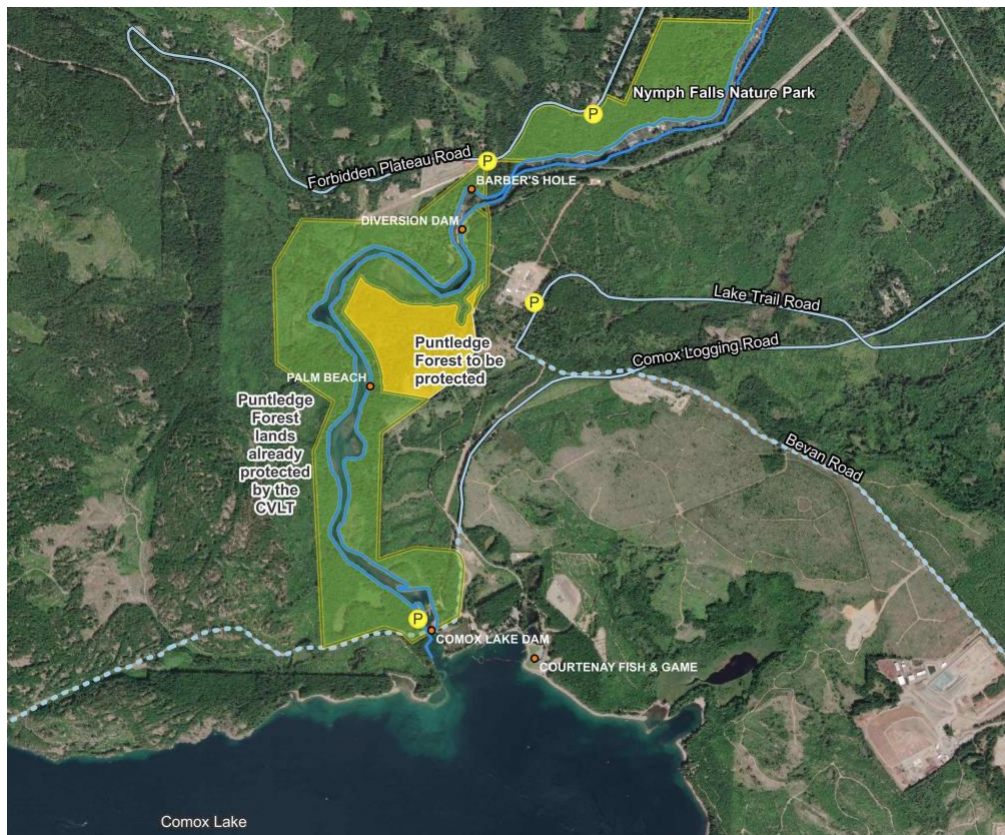 P
Nymph Falls Nature Park
P
Forbidden Plateau Road
BARBER'S HOLE
DIVERSION DAM
P
Lake Trail Road
Puntledge
Forest to be
protected
Comox Logging Road
PALM BEACH
Puntledge
Forest
lands
already
protected
by the
CVLT
Bevan Road
P
COMOX LAKE DAM
COURTENAY FISH & GAME
Comox Lake